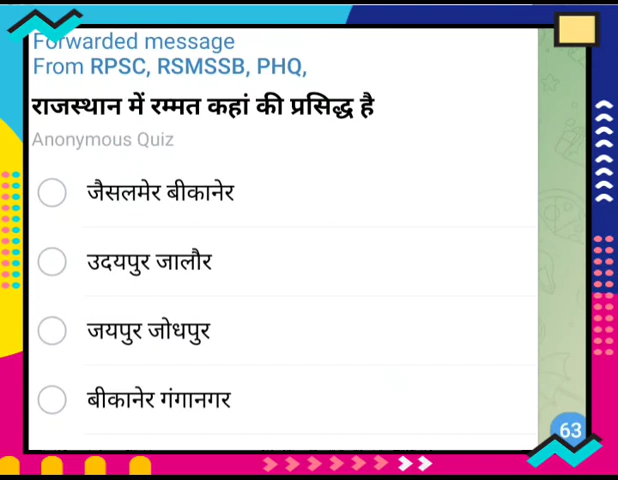 Forwarded message
From RPSC, RSMSSB, PHQ,
राजस्थान में रम्मत कहां की प्रसिद्ध है
Anonymous Quiz
जैसलमेर बीकानेर
उदयपुर जालौर
जयपुर जोधपुर
बीकानेर गंगानगर
63